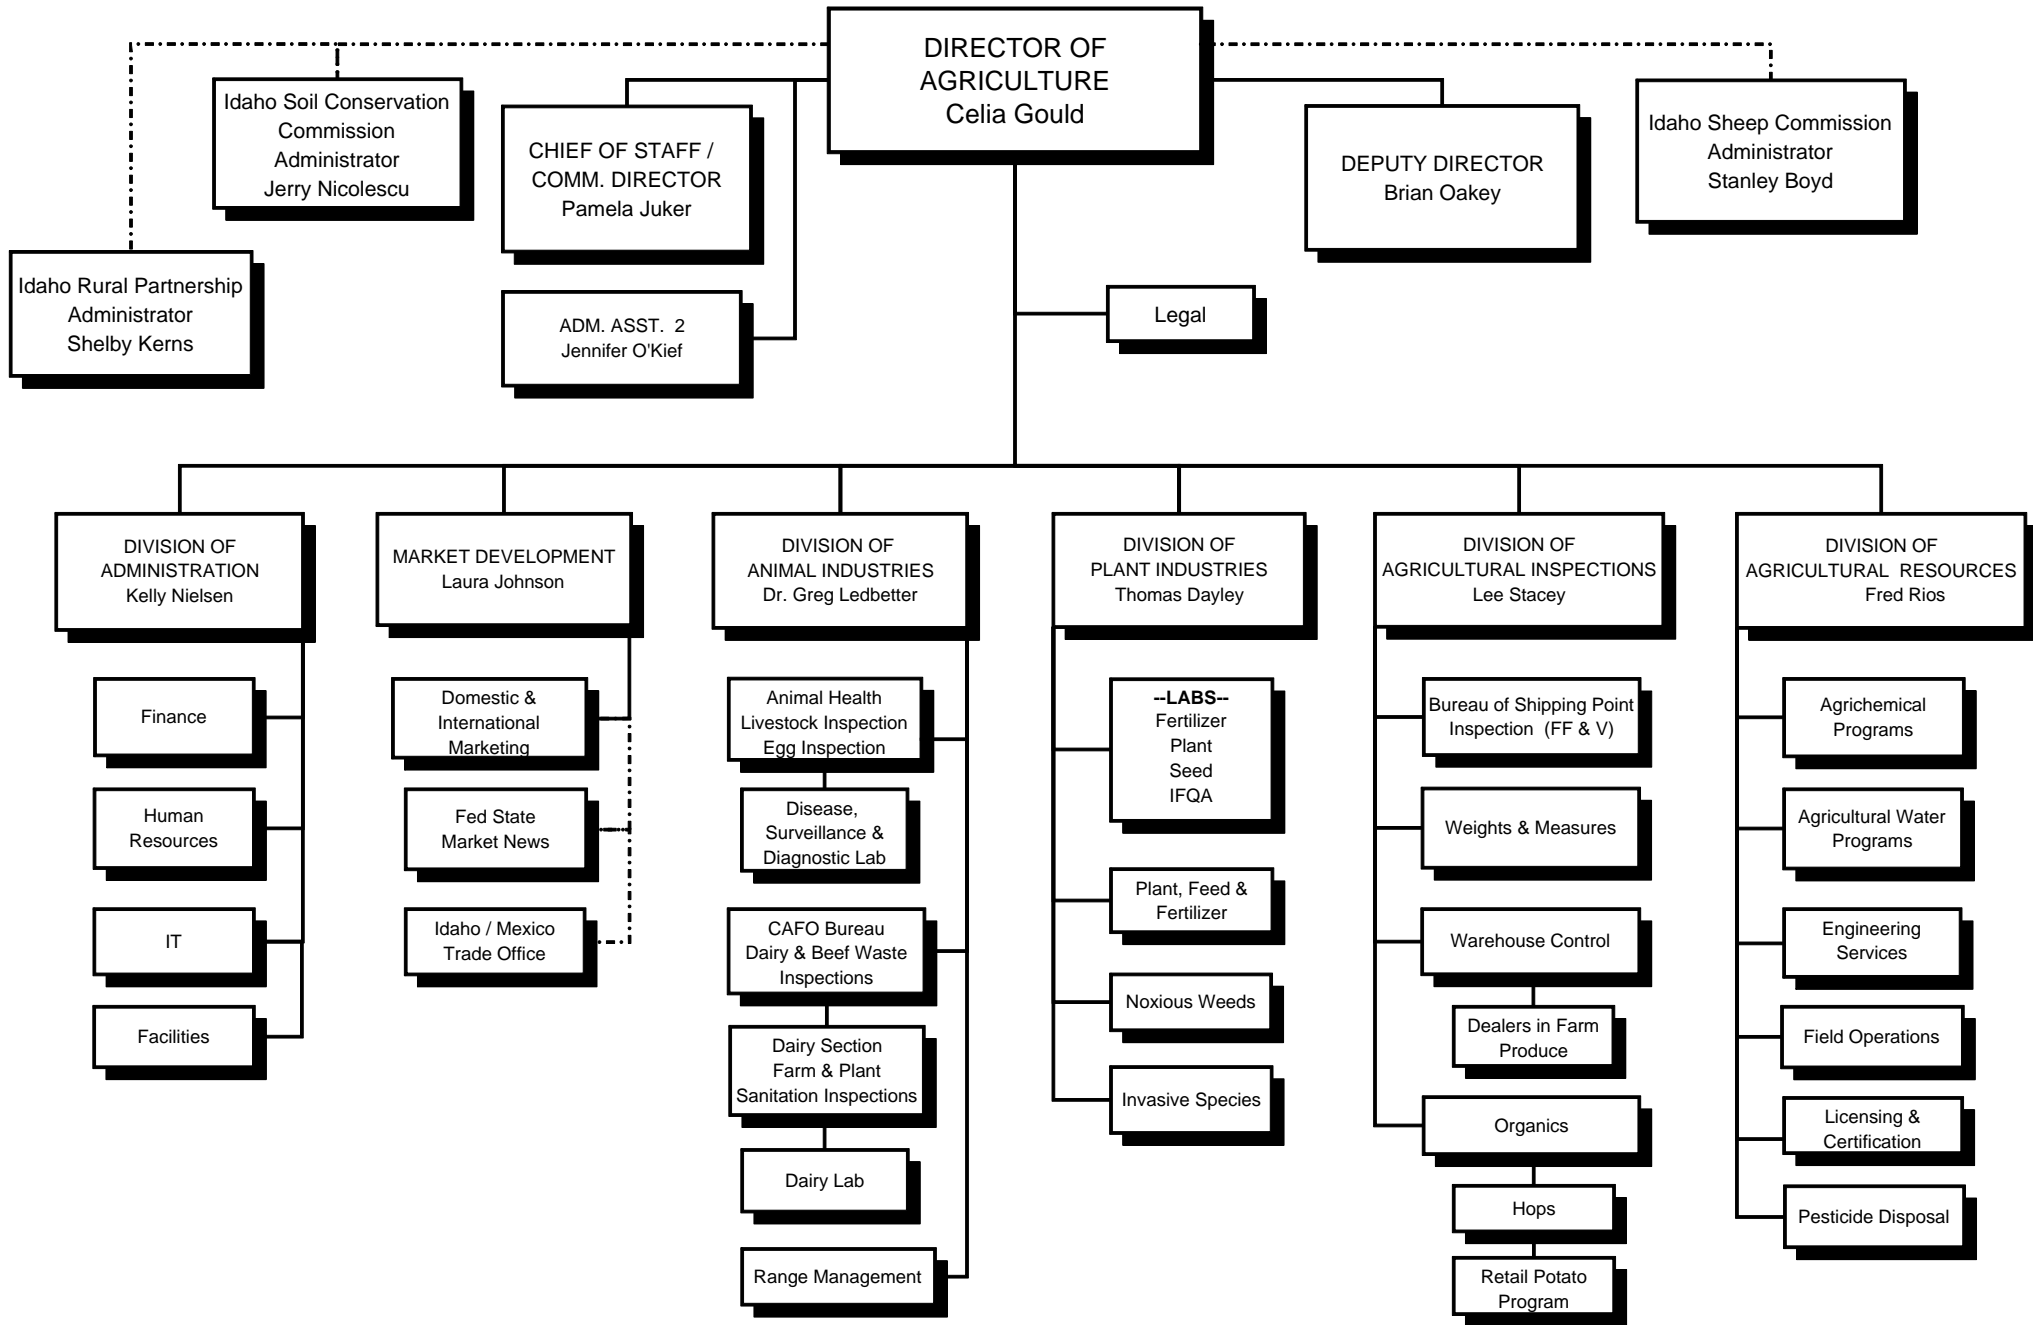 DIRECTOR OF
AGRICULTURE
Celia Gould
Idaho Soil Conservation
Commission
Administrator
Jerry Nicolescu
CHIEF OF STAFF /
COMM. DIRECTOR
Pamela Juker
DEPUTY DIRECTOR
Brian Oakey
Idaho Sheep Commission
Administrator
Stanley Boyd
Idaho Rural Partnership
Administrator
Shelby Kerns
ADM. ASST. 2
Jennifer O'Kief
Legal
DIVISION OF
ADMINISTRATION
Kelly Nielsen
Finance
Human
Resources
IT
Facilities
MARKET DEVELOPMENT
Laura Johnson
Domestic &
International
Marketing
Fed State
Market News
Idaho / Mexico
Trade Office
DIVISION OF
ANIMAL INDUSTRIES
Dr. Greg Ledbetter
Animal Health
Livestock Inspection
Egg Inspection
Disease,
Surveillance &
Diagnostic Lab
CAFO Bureau
Dairy & Beef Waste
Inspections
Dairy Section
Farm & Plant
Sanitation Inspections
Dairy Lab
Range Management
DIVISION OF
PLANT INDUSTRIES
Thomas Dayley
--LABS--
Fertilizer
Plant
Seed
IFQA
Plant, Feed &
Fertilizer
Noxious Weeds
Invasive Species
DIVISION OF
AGRICULTURAL INSPECTIONS
Lee Stacey
Bureau of Shipping Point
Inspection (FF & V)
Weights & Measures
Warehouse Control
Dealers in Farm
Produce
Organics
Hops
Retail Potato
Program
DIVISION OF
AGRICULTURAL RESOURCES
Fred Rios
Agrichemical
Programs
Agricultural Water
Programs
Engineering
Services
Field Operations
Licensing &
Certification
Pesticide Disposal